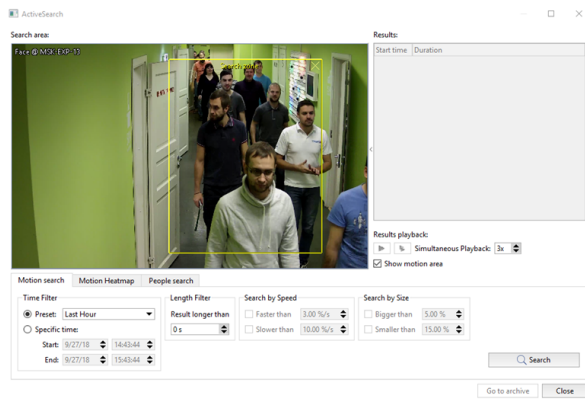 ActiveSearch
Search area:
Results:
Face @ MSK-EXP-13
Search zone
Start time Duration
Results playback:
Simultaneous Playback: 3x
Show motion area
Motion search Motion Heatmap People search
Time Filter
Preset: Last Hour
Specific time:
Start: 9/27/18 14:43:44
End: 9/27/18 15:43:44
Length Filter
Result longer than
0 s
Search by Speed
Faster than 3.00 %/s
Slower than 10.00 %/s
Search by Size
Bigger than 5.00 %
Smaller than 15.00 %
Search
Go to archive Close